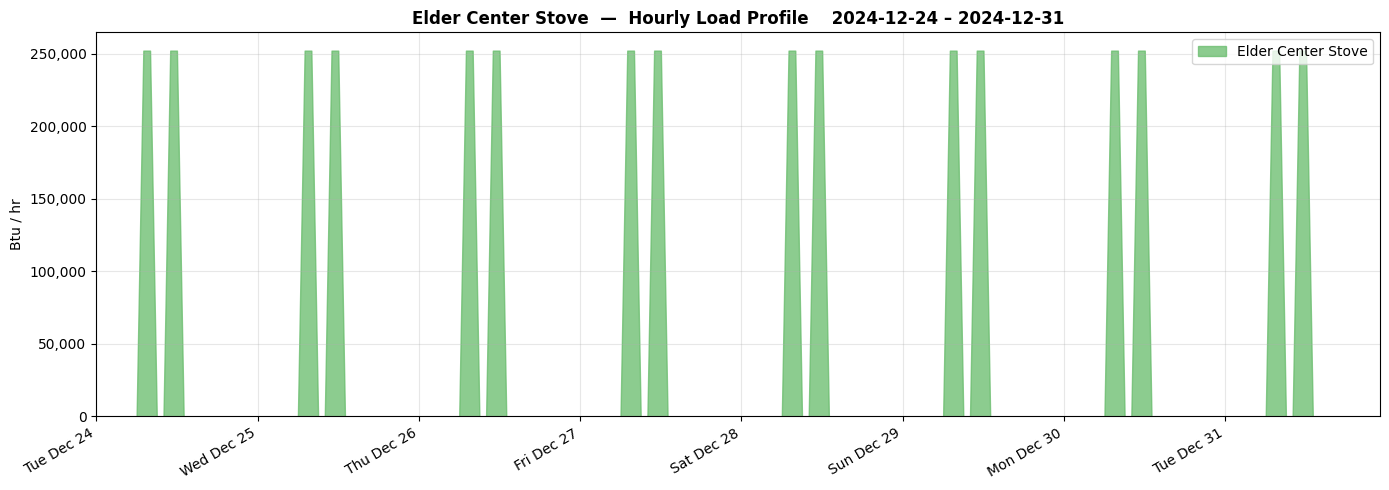 Elder Center Stove — Hourly Load Profile 2024-12-24 – 2024-12-31
Elder Center Stove
Btu / hr
250,000
200,000
150,000
100,000
50,000
0
Tue Dec 24
Wed Dec 25
Thu Dec 26
Fri Dec 27
Sat Dec 28
Sun Dec 29
Mon Dec 30
Tue Dec 31